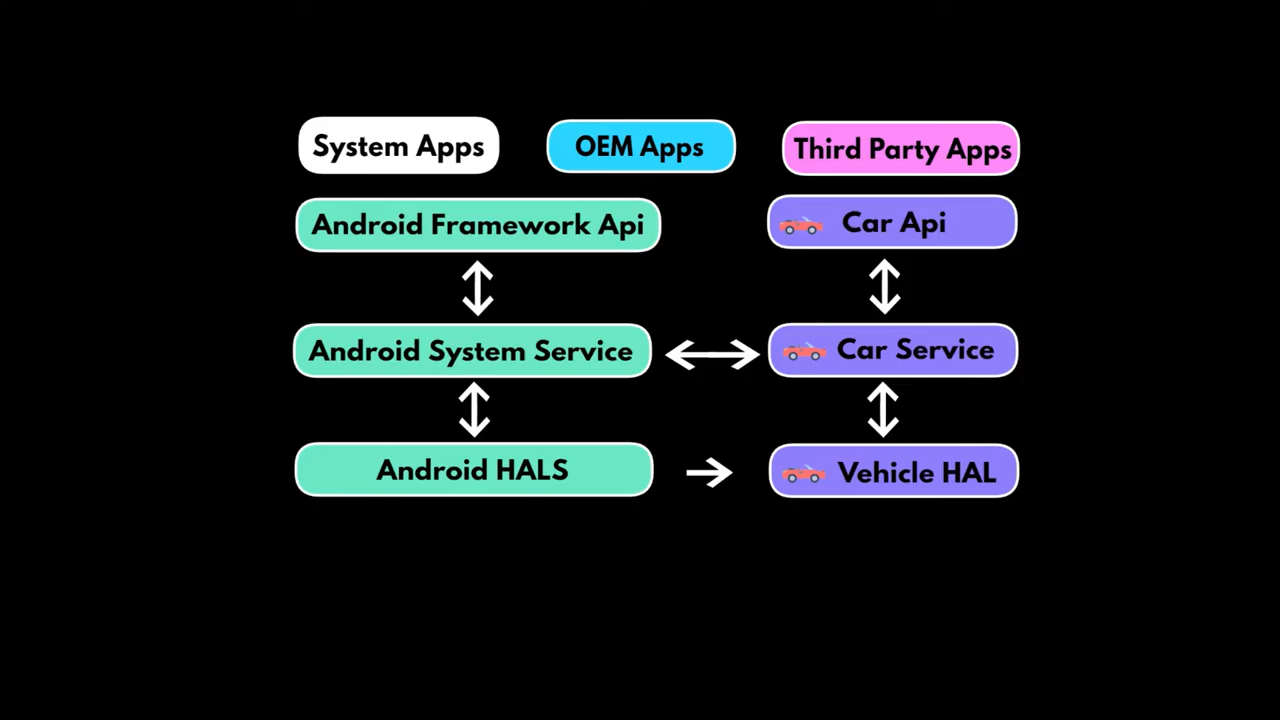 System Apps
OEM Apps
Third Party Apps
Android Framework Api
Car Api
Android System Service
Car Service
Android HALS
Vehicle HAL